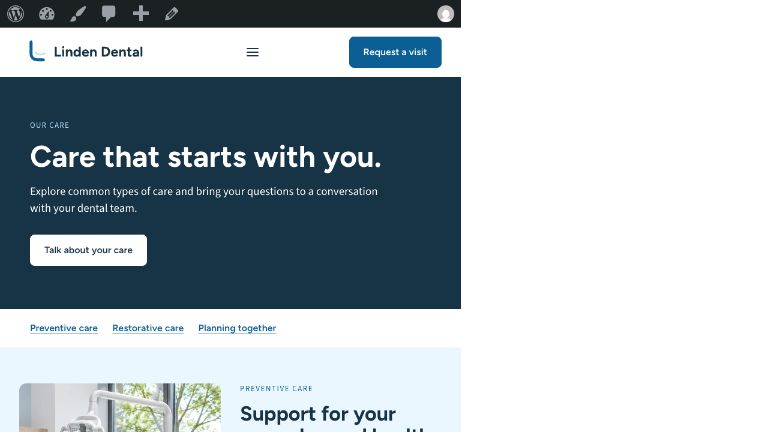 Linden Dental
Request a visit
OUR CARE
Care that starts with you.
Explore common types of care and bring your questions to a conversation
with your dental team.
Talk about your care
Preventive care
Restorative care
Planning together
PREVENTIVE CARE
Support for your